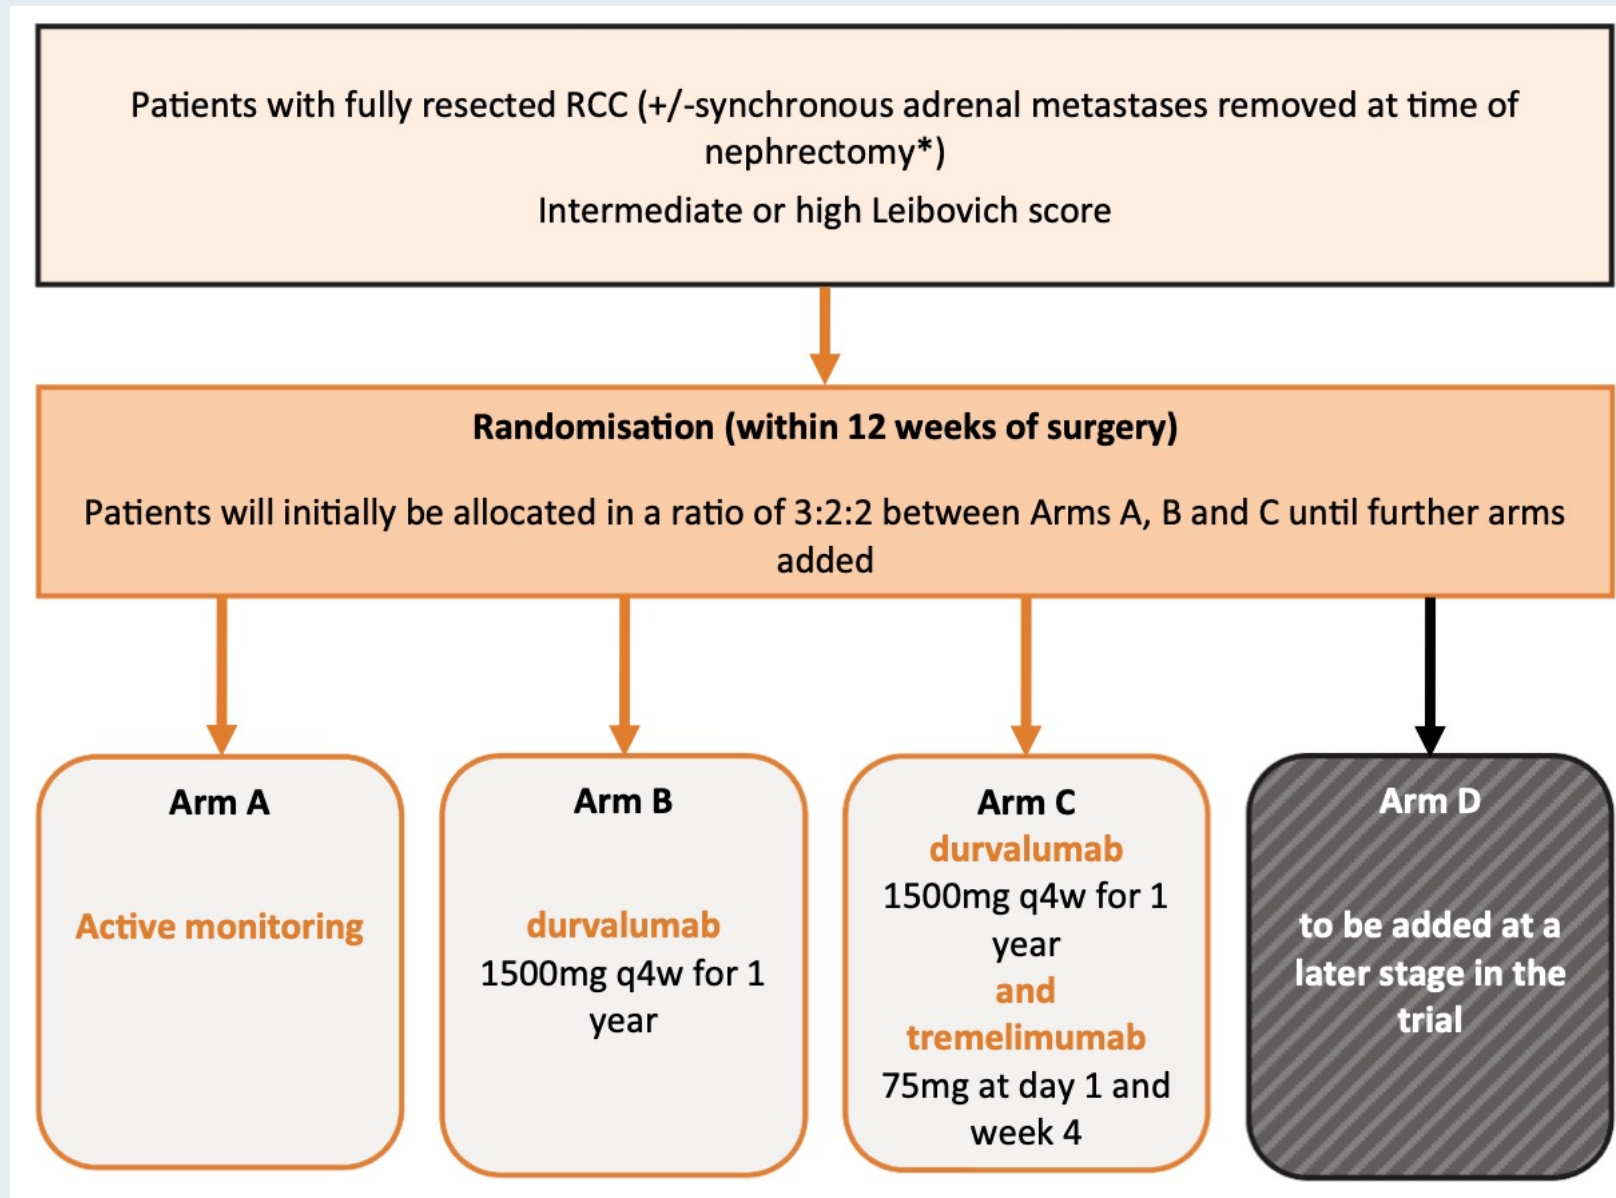 Patients with fully resected RCC (+/-synchronous adrenal metastases removed at time of
nephrectomy*)
Intermediate or high Leibovich score
Randomisation (within 12 weeks of surgery)
Patients will initially be allocated in a ratio of 3:2:2 between Arms A, B and C until further arms
added
Arm A
Active monitoring
Arm B
durvalumab
1500mg q4w for 1
year
Arm C
durvalumab
1500mg q4w for 1
year
and
tremelimumab
75mg at day 1 and
week 4
Arm D
to be added at a
later stage in the
trial